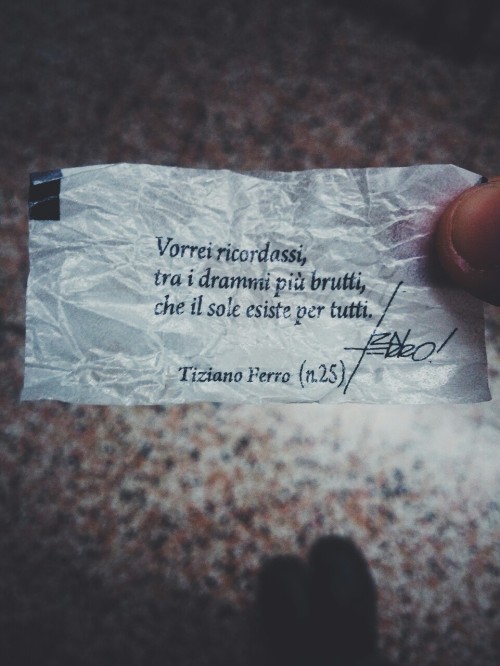 Vorrei ricordassi,
tra i drammi più brutti,
che il sole esiste per tutti.
Tiziano Ferro (n.25)